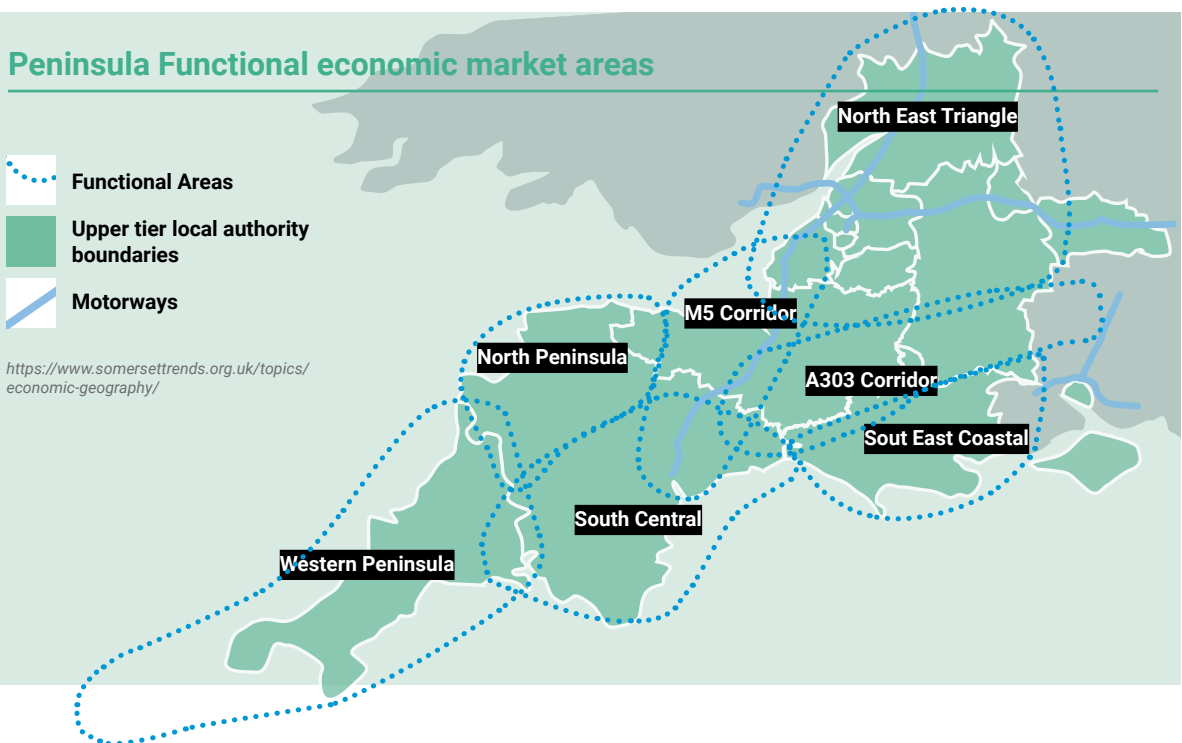 Peninsula Functional economic market areas
North East Triangle
Functional Areas
Upper tier local authority
boundaries
Motorways
M5 Corridor
North Peninsula
https://www.somersettrends.org.uk/topics/
economic-geography/
A303 Corridor
Sout East Coastal
South Central
Western Peninsula